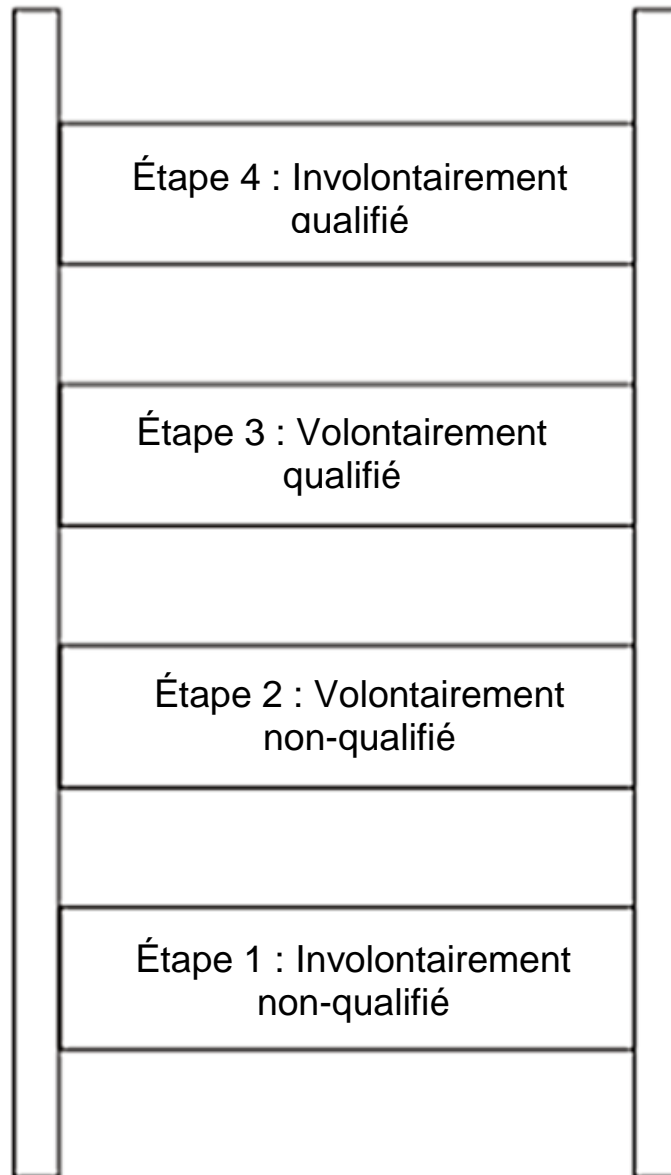 Étape 4 : Involontairement
qualifié
Étape 3 : Volontairement
qualifié
Étape 2 : Volontairement
non-qualifié
Étape 1 : Involontairement
non-qualifié